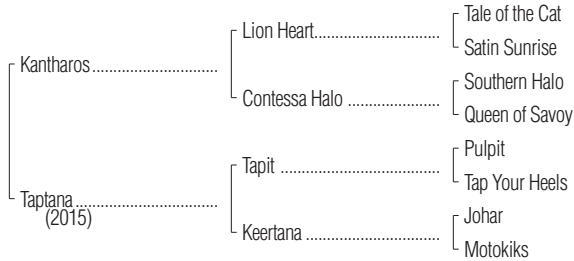 Tale of the Cat
Lion Heart
Satin Sunrise
Kantharos
Southern Halo
Contessa Halo
Queen of Savoy
Pulpit
Tapit
Tap Your Heels
Taptana
(2015)
Johar
Keertana
Motokiks